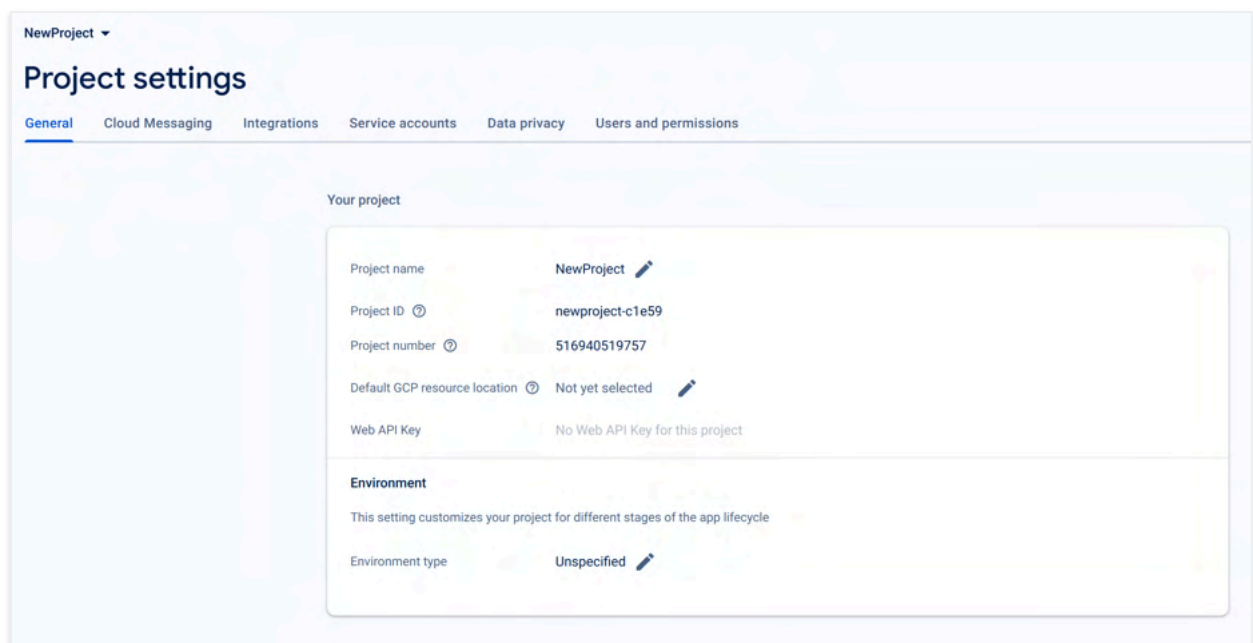 NewProject
Project settings
General Cloud Messaging Integrations Service accounts Data privacy Users and permissions
Your project
Project name NewProject
Project ID newproject-c1e59
Project number 516940519757
Default GCP resource location Not yet selected
Web API Key No Web API Key for this project
Environment
This setting customizes your project for different stages of the app lifecycle
Environment type Unspecified